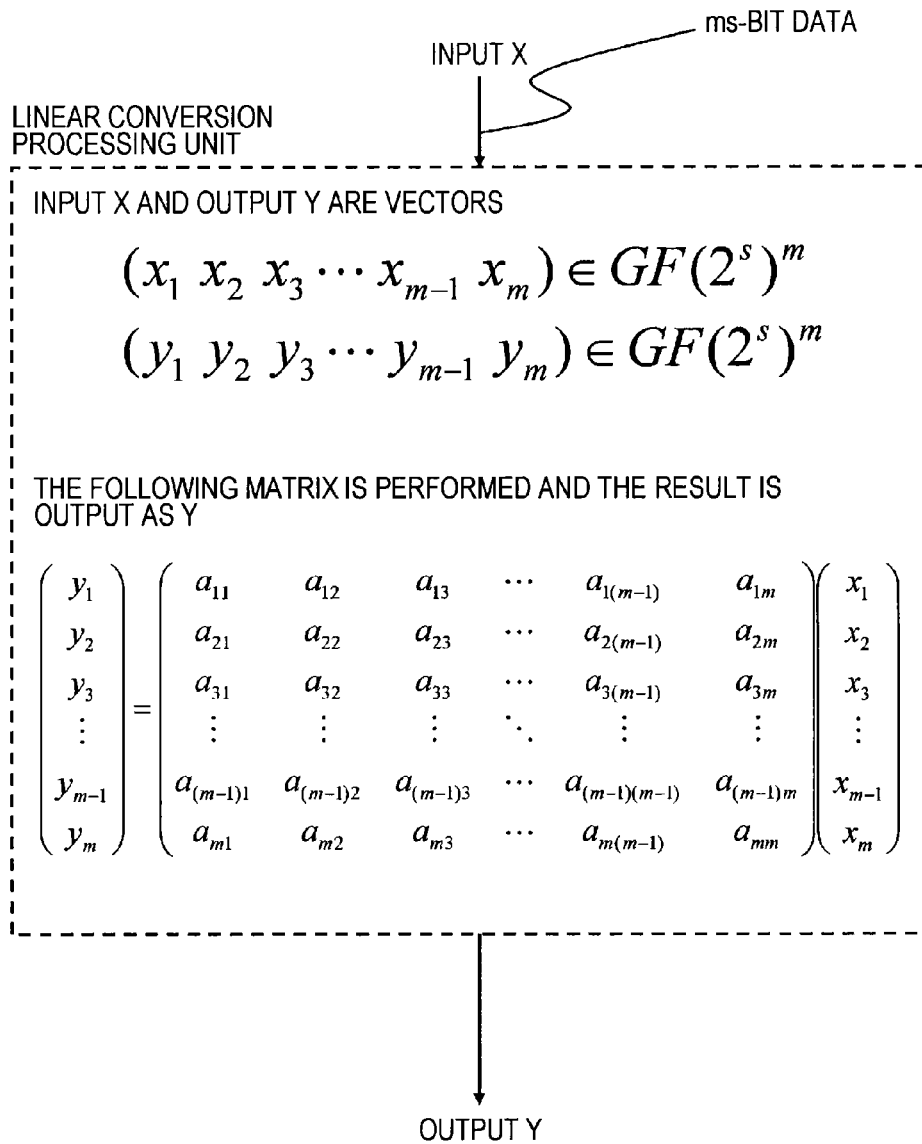 ms-BIT DATA
INPUT X
LINEAR CONVERSION
PROCESSING UNIT
INPUT X AND OUTPUT Y ARE VECTORS
(x₁ x₂ x₃ ⋯ xₘ₋₁ xₘ) ∈ GF(2ˢ)ᵐ
(y₁ y₂ y₃ ⋯ yₘ₋₁ yₘ) ∈ GF(2ˢ)ᵐ
THE FOLLOWING MATRIX IS PERFORMED AND THE RESULT IS
OUTPUT AS Y
y₁ a₁₁ a₁₂ a₁₃ ⋯ a₁₍ₘ₋₁₎ a₁ₘ x₁
y₂ a₂₁ a₂₂ a₂₃ ⋯ a₂₍ₘ₋₁₎ a₂ₘ x₂
y₃ a₃₁ a₃₂ a₃₃ ⋯ a₃₍ₘ₋₁₎ a₃ₘ x₃
⋮ = ⋮ ⋮ ⋮ ⋱ ⋮ ⋮ ⋮
yₘ₋₁ a₍ₘ₋₁₎₁ a₍ₘ₋₁₎₂ a₍ₘ₋₁₎₃ ⋯ a₍ₘ₋₁₎₍ₘ₋₁₎ a₍ₘ₋₁₎ₘ xₘ₋₁
yₘ aₘ₁ aₘ₂ aₘ₃ ⋯ aₘ₍ₘ₋₁₎ aₘₘ xₘ
OUTPUT Y